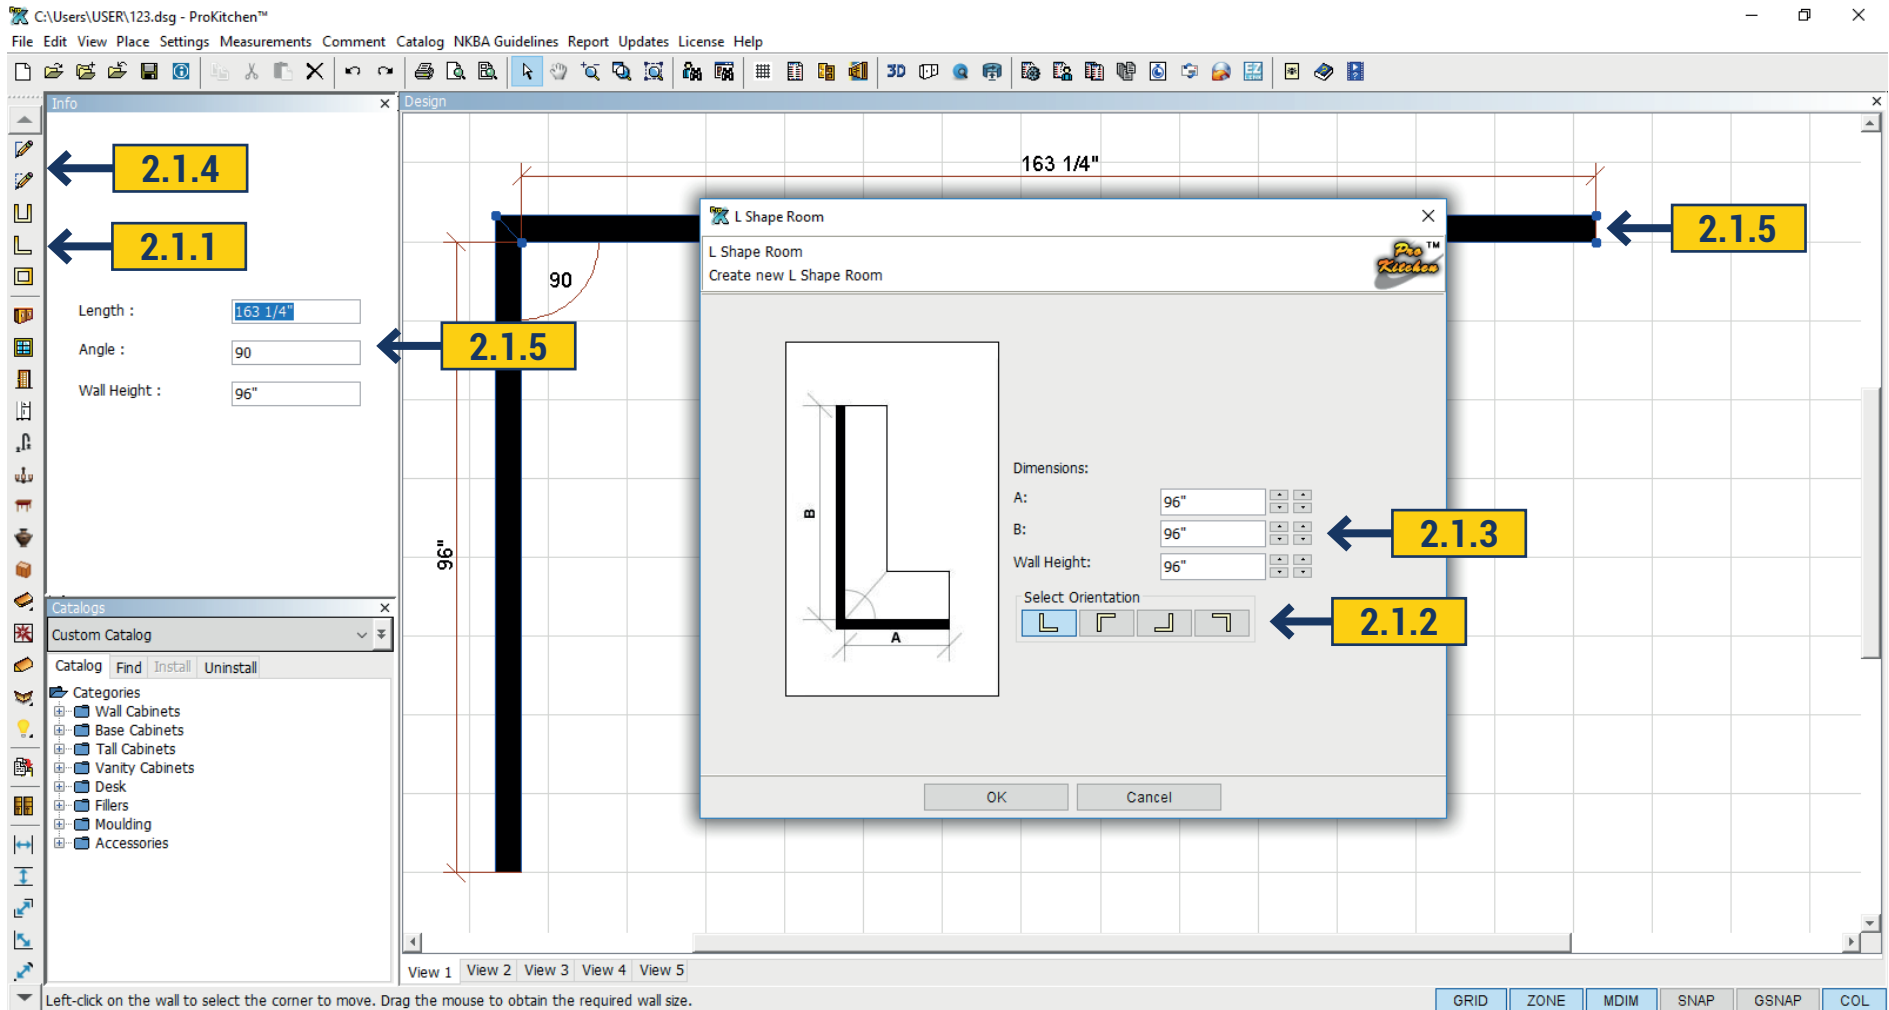 C:\Users\USER\123.dsg - ProKitchen™
File Edit View Place Settings Measurements Comment Catalog NKBA Guidelines Report Updates License Help
3D
Info
Design
2.1.4
2.1.1
Length :
163 1/4"
Angle :
90
Wall Height :
96"
2.1.5
163 1/4"
90
96"
2.1.5
L Shape Room
L Shape Room
Create new L Shape Room
Pro Kitchen ™
B
A
Dimensions:
A:
96"
B:
96"
Wall Height:
96"
2.1.3
Select Orientation
2.1.2
OK
Cancel
Catalogs
Custom Catalog
Catalog Find Install Uninstall
Categories
Wall Cabinets
Base Cabinets
Tall Cabinets
Vanity Cabinets
Desk
Fillers
Moulding
Accessories
View 1 View 2 View 3 View 4 View 5
Left-click on the wall to select the corner to move. Drag the mouse to obtain the required wall size.
GRID ZONE MDIM SNAP GSNAP COL